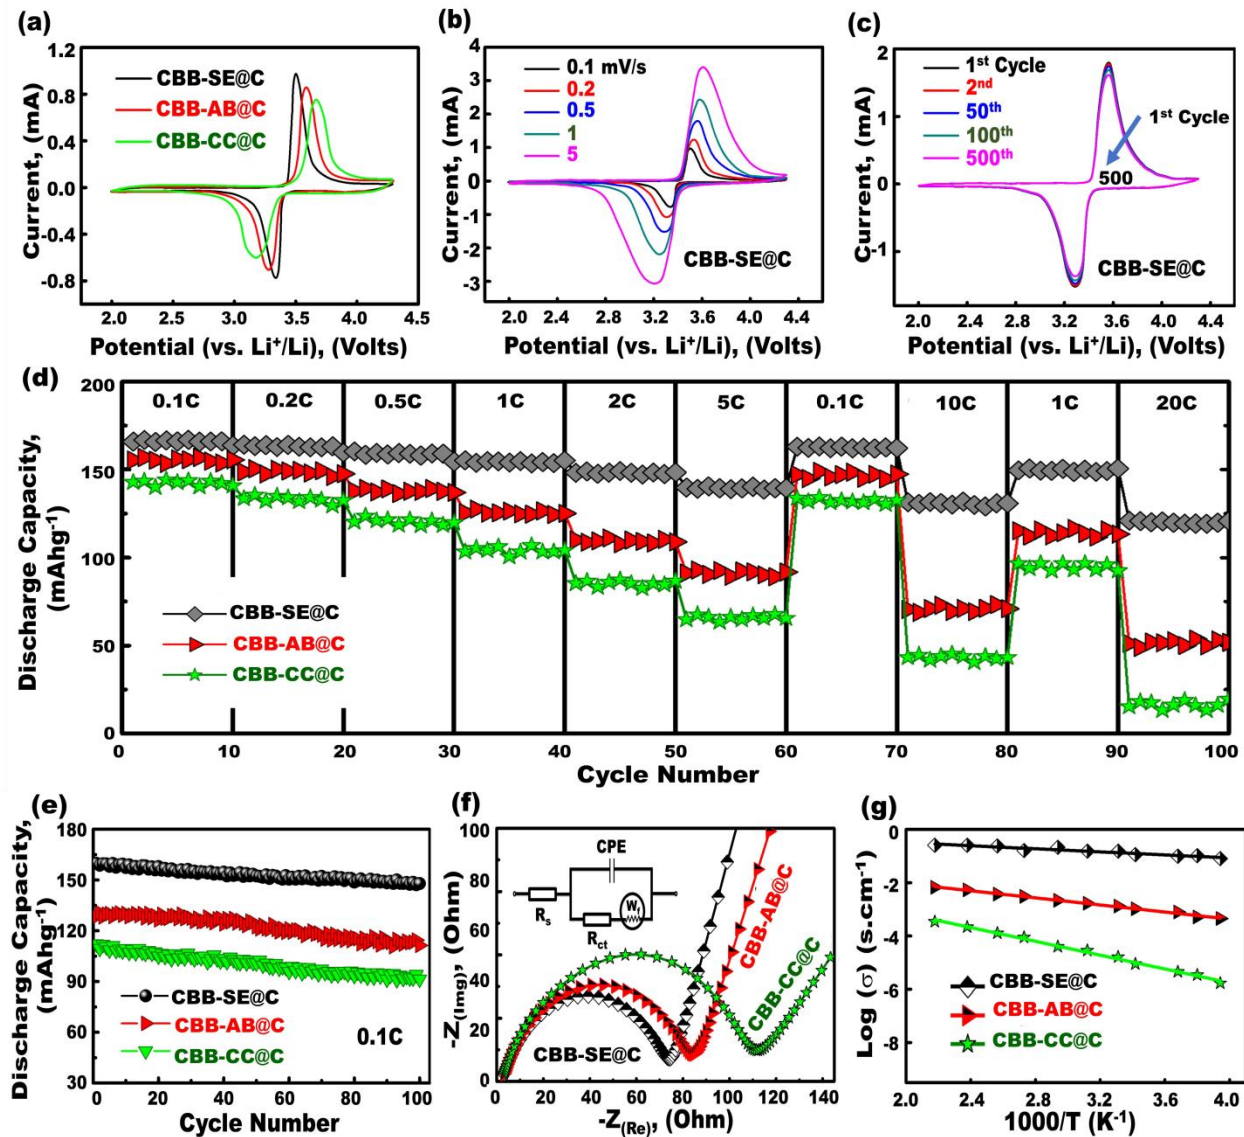 (a)
1.2
0.8
0.4
0.0
-0.4
-0.8
Current, (mA)
CBB-SE@C
CBB-AB@C
CBB-CC@C
2.0 2.5 3.0 3.5 4.0 4.5
Potential (vs. Li⁺/Li), (Volts)
(b)
4
3
2
1
0
-1
-2
-3
Current, (mA)
0.1 mV/s
0.2
0.5
1
5
CBB-SE@C
2.0 2.4 2.8 3.2 3.6 4.0 4.4
Potential (vs. Li⁺/Li), (Volts)
(c)
2
1
0
-1
Current, (mA)
1st Cycle
2nd
50th
100th
500th
1st Cycle
500
CBB-SE@C
2.0 2.5 3.0 3.5 4.0 4.5
Potential (vs. Li⁺/Li), (Volts)
(d)
200
150
100
50
0
Discharge Capacity,
(mAhg⁻¹)
0.1C 0.2C 0.5C 1C 2C 5C 0.1C 10C 1C 20C
CBB-SE@C
CBB-AB@C
CBB-CC@C
0 10 20 30 40 50 60 70 80 90 100
Cycle Number
(e)
180
150
120
90
60
30
Discharge Capacity,
(mAhg⁻¹)
CBB-SE@C
CBB-AB@C
CBB-CC@C
0.1C
0 20 40 60 80 100
Cycle Number
(f)
100
80
60
40
20
0
-Z(Img), (Ohm)
CPE
Rs
Rct
CBB-SE@C
CBB-AB@C
CBB-CC@C
0 20 40 60 80 100 120 140
-Z(Re), (Ohm)
(g)
0
-2
-4
-6
-8
Log (σ) (s.cm⁻¹)
CBB-SE@C
CBB-AB@C
CBB-CC@C
2.0 2.4 2.8 3.2 3.6 4.0
1000/T (K⁻¹)